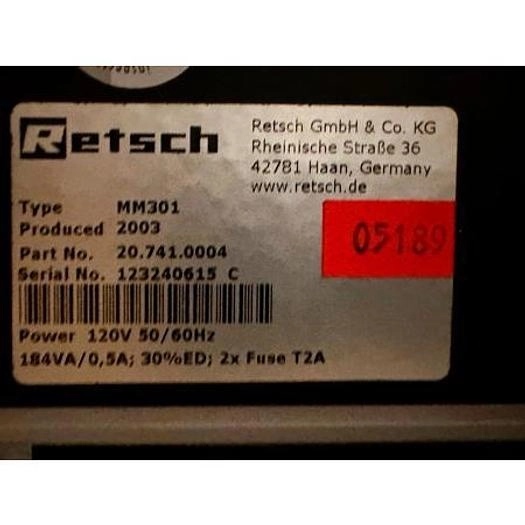 Retsch
Retsch GmbH & Co. KG
Rheinische Straße 36
42781 Haan, Germany
www.retsch.de
Type MM301
Produced 2003
Part No. 20.741.0004
Serial No. 123240615 C
05189
Power 120V 50/60Hz
184VA/0,5A; 30%ED; 2x Fuse T2A